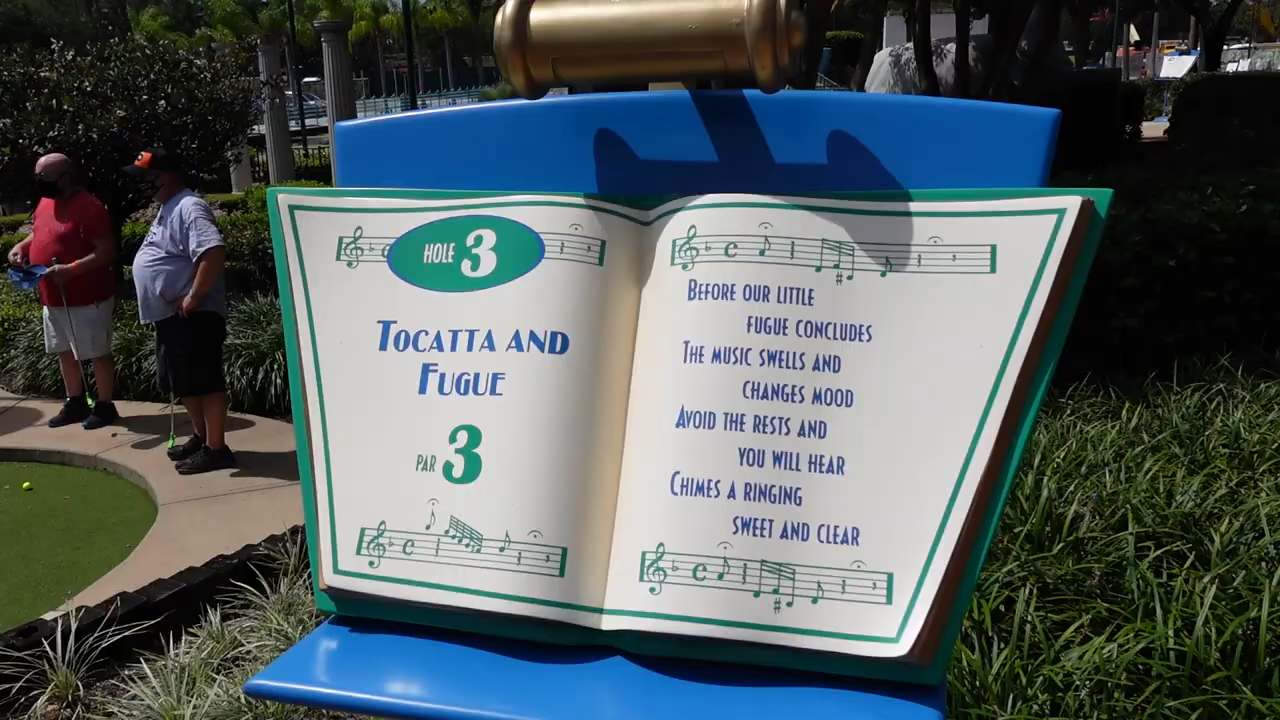 HOLE 3
TOCATTA AND
FUGUE
PAR 3
BEFORE OUR LITTLE
FUGUE CONCLUDES
THE MUSIC SWELLS AND
CHANGES MOOD
AVOID THE RESTS AND
YOU WILL HEAR
CHIMES A RINGING
SWEET AND CLEAR